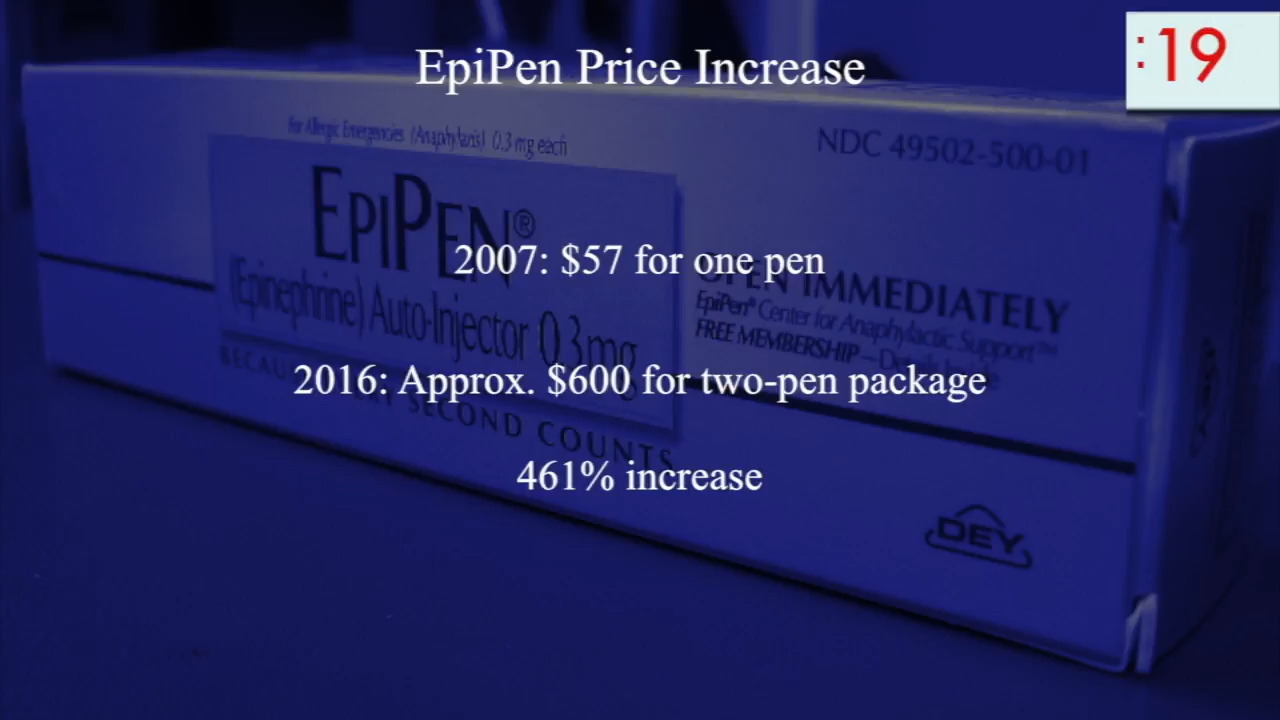 EpiPen Price Increase
:19
for Allergic Emergencies (Anaphylaxis) 0.3 mg each
NDC 49502-500-01
EPIPEN®
2007: $57 for one pen
(Epinephrine) Auto-Injector 0.3mg
OPEN IMMEDIATELY
EpiPen® Center for Anaphylactic Support™
FREE MEMBERSHIP – Details
2016: Approx. $600 for two-pen package
SECOND COUNTS
461% increase
DEY